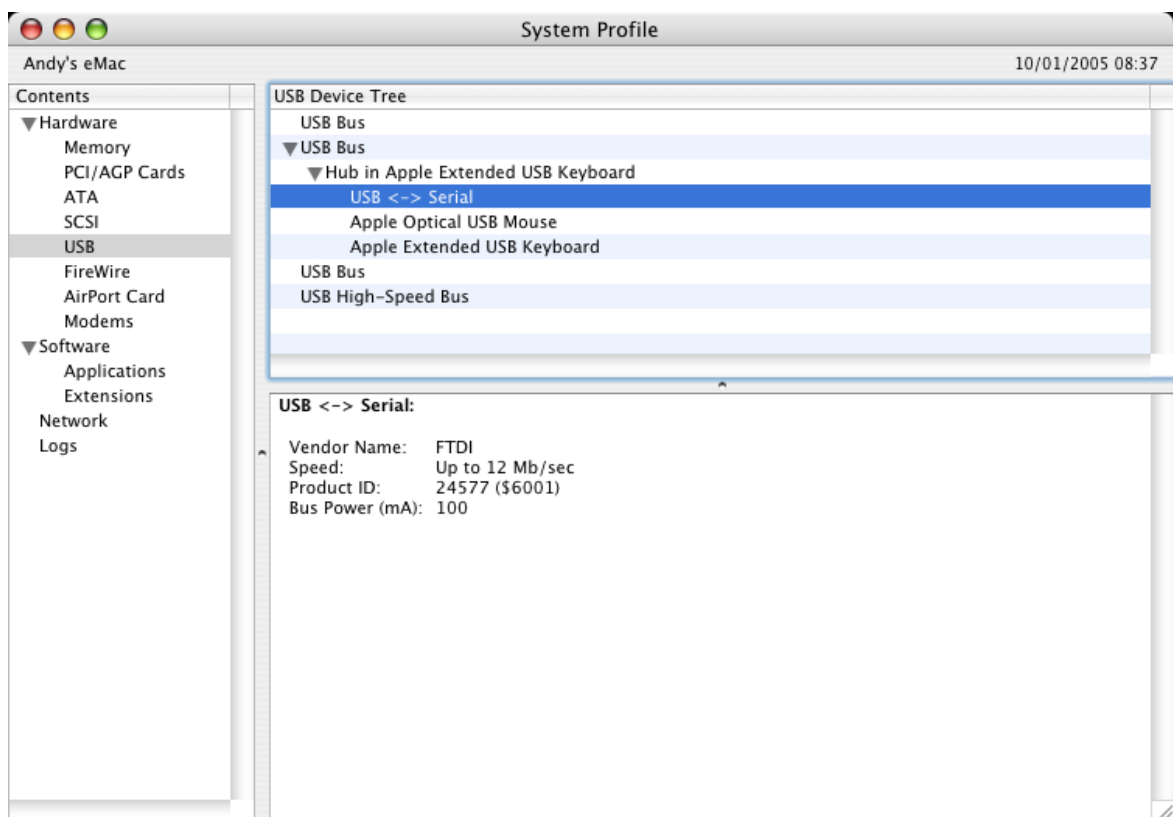 System Profile
Andy's eMac
10/01/2005 08:37
Contents
Hardware
Memory
PCI/AGP Cards
ATA
SCSI
USB
FireWire
AirPort Card
Modems
Software
Applications
Extensions
Network
Logs
USB Device Tree
USB Bus
USB Bus
Hub in Apple Extended USB Keyboard
USB <-> Serial
Apple Optical USB Mouse
Apple Extended USB Keyboard
USB Bus
USB High-Speed Bus
USB <-> Serial:
Vendor Name: FTDI
Speed: Up to 12 Mb/sec
Product ID: 24577 ($6001)
Bus Power (mA): 100